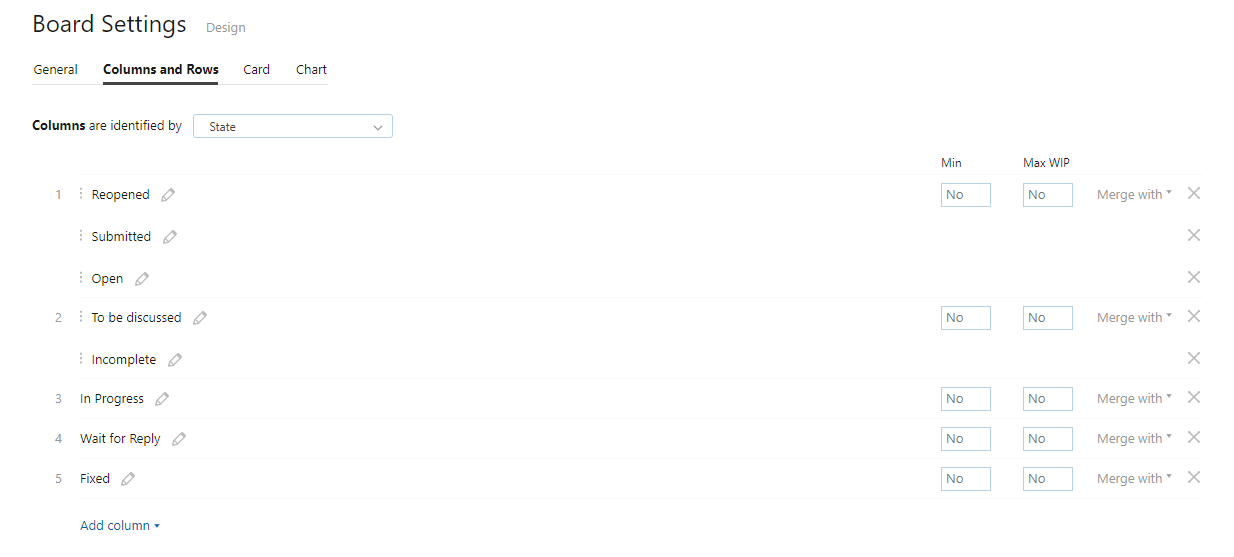 Board Settings Design
General Columns and Rows Card Chart
Columns are identified by State
Min Max WIP
1 Reopened No No Merge with
Submitted
Open
2 To be discussed No No Merge with
Incomplete
3 In Progress No No Merge with
4 Wait for Reply No No Merge with
5 Fixed No No Merge with
Add column